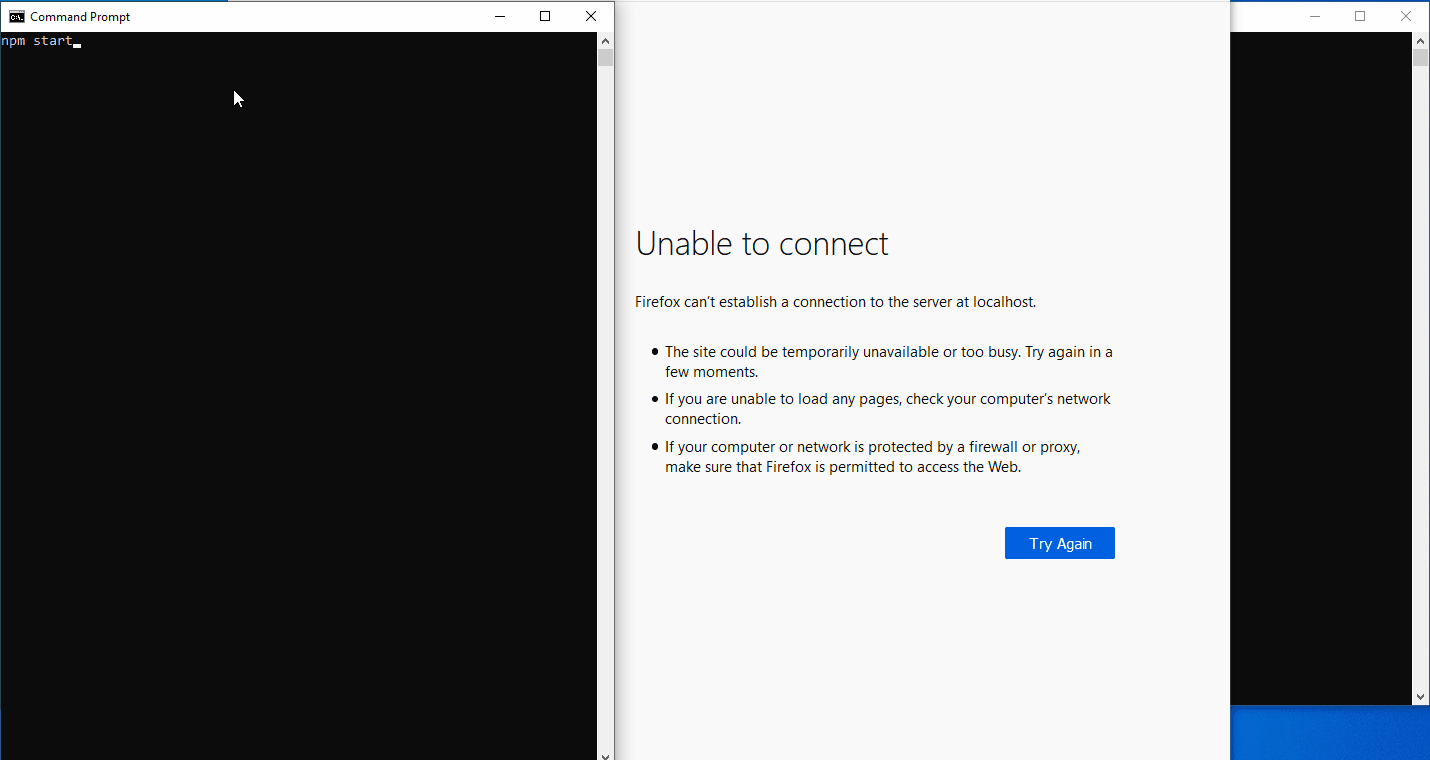 Command Prompt
npm start
Unable to connect
Firefox can’t establish a connection to the server at localhost.
• The site could be temporarily unavailable or too busy. Try again in a
few moments.
• If you are unable to load any pages, check your computer’s network
connection.
• If your computer or network is protected by a firewall or proxy,
make sure that Firefox is permitted to access the Web.
Try Again